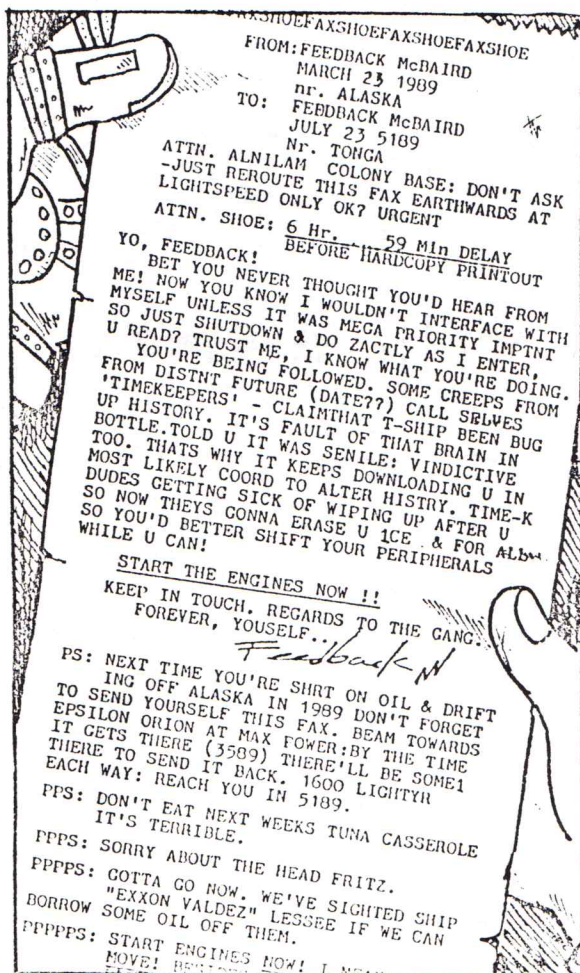 FAXSHOEFAXSHOEFAXSHOEFAXSHOE
FROM: FEEDBACK McBAIRD
MARCH 23 1989
nr. ALASKA
TO: FEEDBACK McBAIRD
JULY 23 5189
Nr. TONGA
ATTN. ALNILAM COLONY BASE: DON'T ASK
-JUST REROUTE THIS FAX EARTHWARDS AT
LIGHTSPEED ONLY OK? URGENT
ATTN. SHOE: 6 Hr. 59 Min DELAY
BEFORE HARDCOPY PRINTOUT
YO, FEEDBACK!
BET YOU NEVER THOUGHT YOU'D HEAR FROM
ME! NOW YOU KNOW I WOULDN'T INTERFACE WITH
MYSELF UNLESS IT WAS MEGA PRIORITY IMPTNT
SO JUST SHUTDOWN & DO ZACTLY AS I ENTER,
U READ? TRUST ME, I KNOW WHAT YOU'RE DOING.
YOU'RE BEING FOLLOWED. SOME CREEPS FROM
FROM DISTNT FUTURE (DATE??) CALL SELVES
'TIMEKEEPERS' - CLAIMTHAT T-SHIP BEEN BUG
UP HISTORY. IT'S FAULT OF THAT BRAIN IN
BOTTLE.TOLD U IT WAS SENILE: VINDICTIVE
TOO. THATS WHY IT KEEPS DOWNLOADING U IN
MOST LIKELY COORD TO ALTER HISTRY. TIME-K
DUDES GETTING SICK OF WIPING UP AFTER U
SO NOW THEYS GONNA ERASE U 1CE & FOR
SO YOU'D BETTER SHIFT YOUR PERIPHERALS
WHILE U CAN!
START THE ENGINES NOW !!
KEEP IN TOUCH. REGARDS TO THE GANG.
FOREVER, YOUSELF..
Feedback
PS: NEXT TIME YOU'RE SHRT ON OIL & DRIFT
ING OFF ALASKA IN 1989 DON'T FORGET
TO SEND YOURSELF THIS FAX. BEAM TOWARDS
EPSILON ORION AT MAX POWER:BY THE TIME
IT GETS THERE (3589) THERE'LL BE SOME1
THERE TO SEND IT BACK. 1600 LIGHTYR
EACH WAY: REACH YOU IN 5189.
PPS: DON'T EAT NEXT WEEKS TUNA CASSEROLE
IT'S TERRIBLE.
PPPS: SORRY ABOUT THE HEAD FRITZ.
PPPPS: GOTTA GO NOW. WE'VE SIGHTED SHIP
"EXXON VALDEZ" LESSEE IF WE CAN
BORROW SOME OIL OFF THEM.
PPPPPS: START ENGINES NOW! I
MOVE!